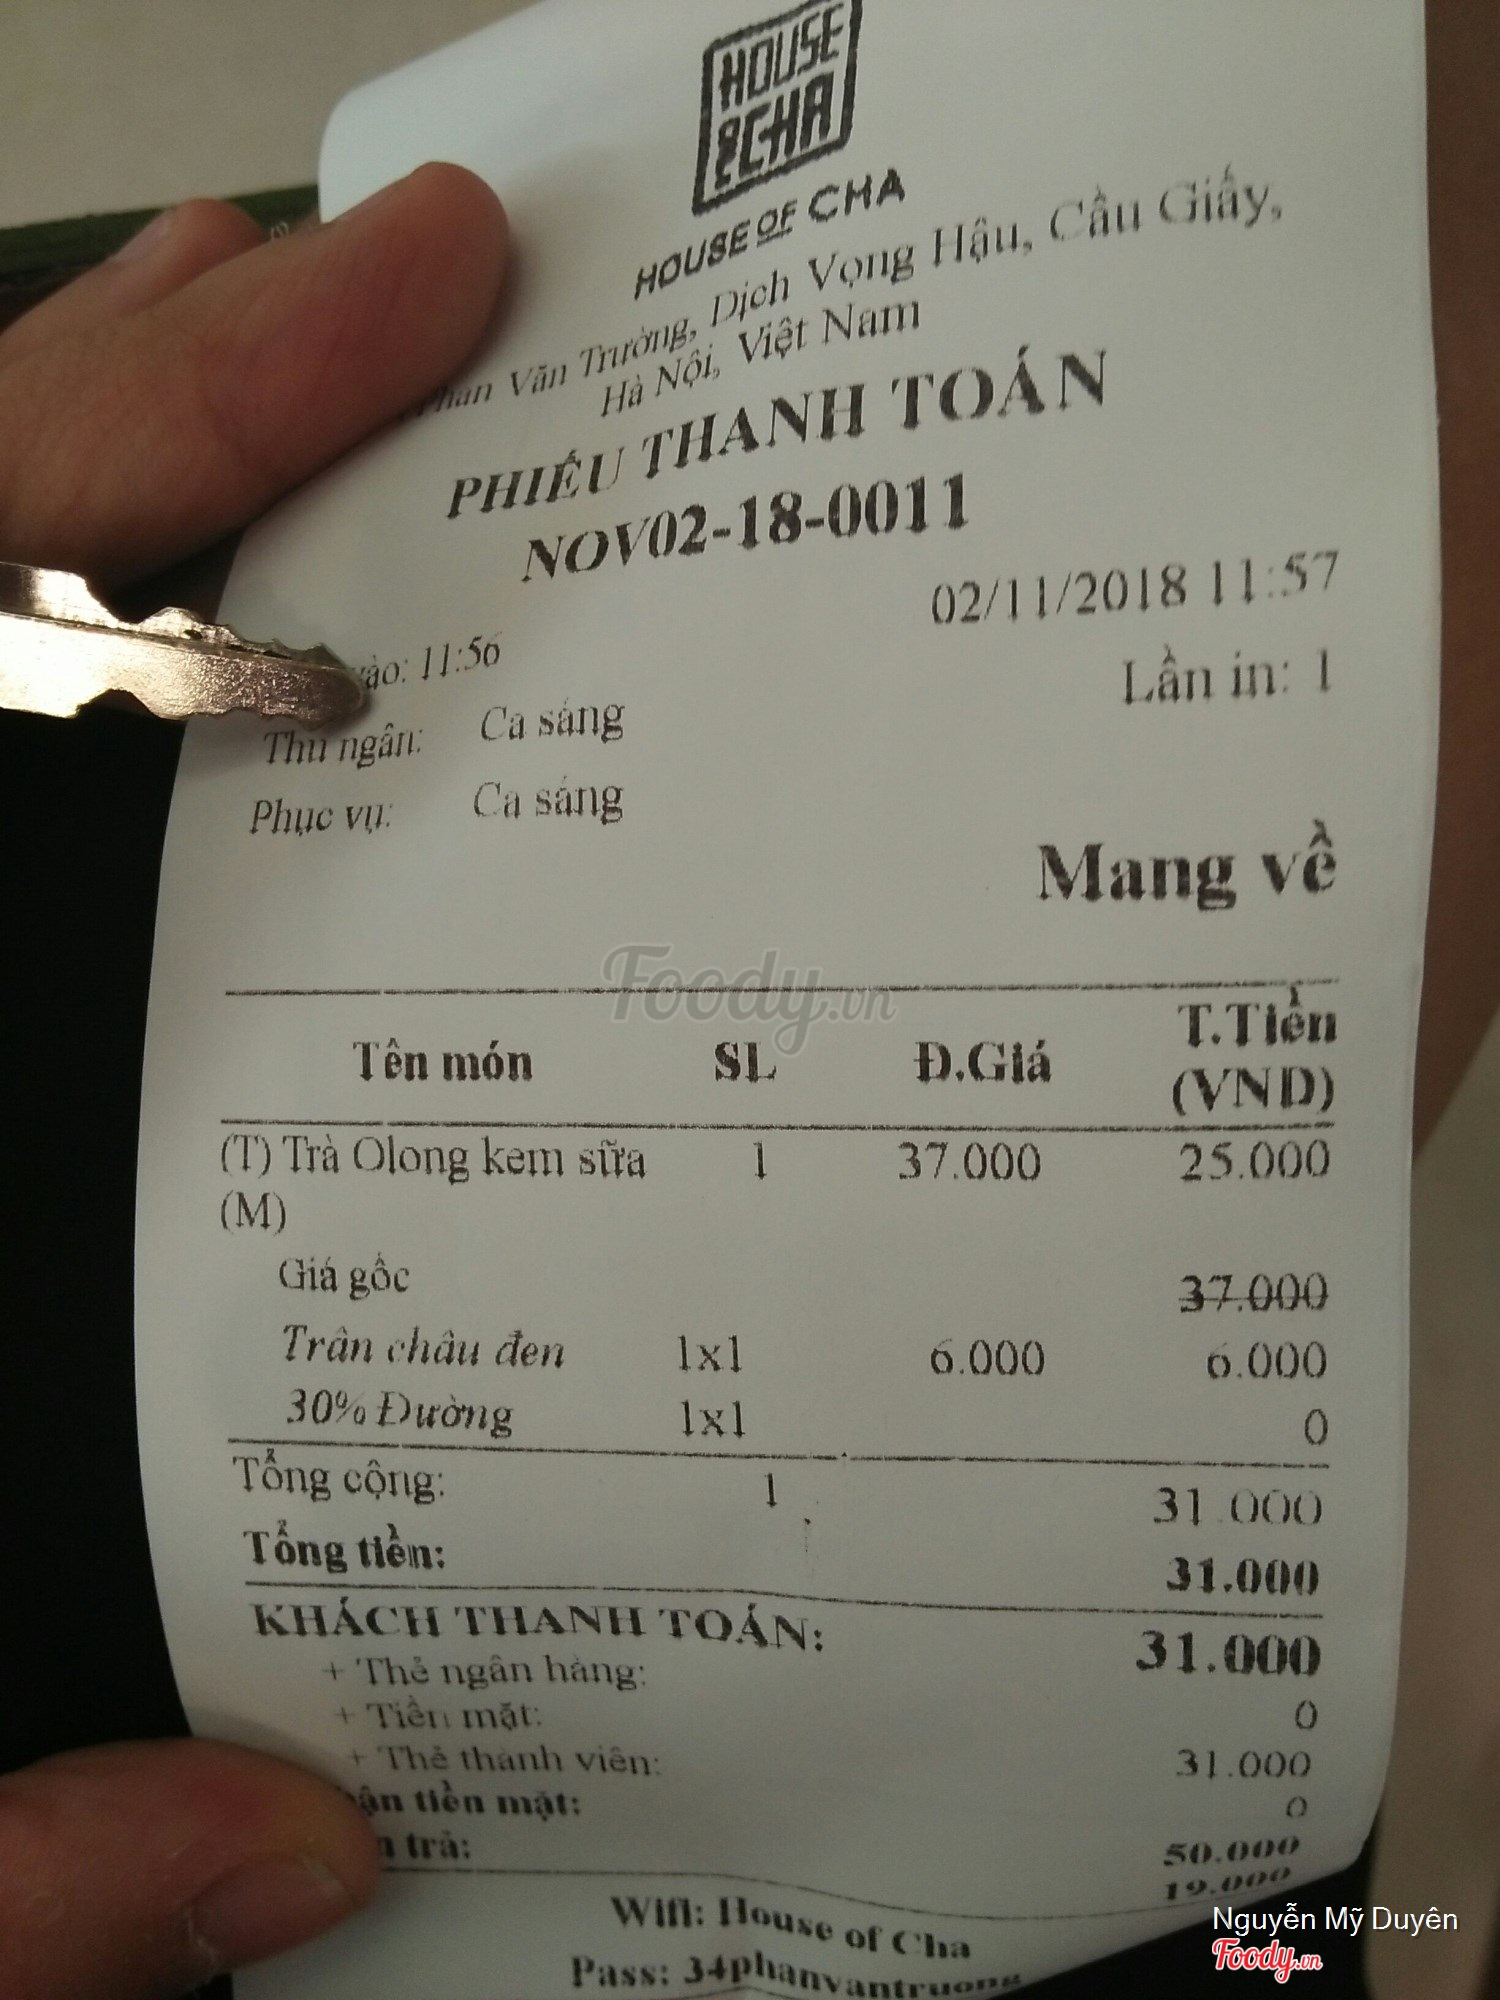 HOUSE
OF CHA
HOUSE OF CHA
Phan Văn Trường, Dịch Vọng Hậu, Cầu Giấy,
Hà Nội, Việt Nam
PHIẾU THANH TOÁN
NOV02-18-0011
02/11/2018 11:57
vào: 11:56
Lần in: 1
Thu ngân: Ca sáng
Phục vụ: Ca sáng
Mang về
Foody.vn
Tên món SL Đ.Giá T.Tiền
(VND)
(T) Trà Olong kem sữa 1 37.000 25.000
(M)
Giá gốc 37.000
Trân châu đen 1x1 6.000 6.000
30% Đường 1x1 0
Tổng cộng: 1 31.000
Tổng tiền: 31.000
KHÁCH THANH TOÁN: 31.000
+ Thẻ ngân hàng: 0
+ Tiền mặt: 31.000
+ Thẻ thành viên: 0
tiền mặt: 50.000
trả: 19.000
Wifi: House of Cha
Pass: 34phanvantruong
Nguyễn Mỹ Duyên
Foody.vn